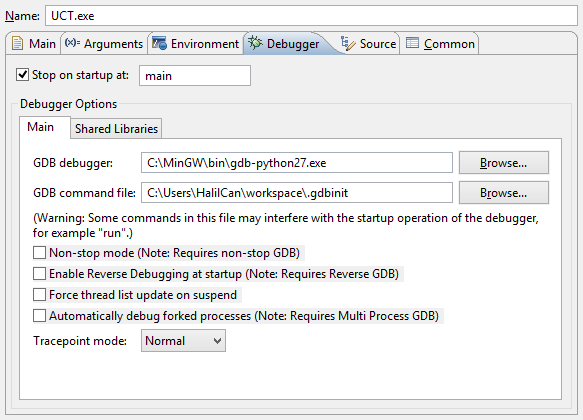 Name: UCT.exe
Main (x)= Arguments Environment Debugger Source Common
Stop on startup at: main
Debugger Options
Main Shared Libraries
GDB debugger: C:\MinGW\bin\gdb-python27.exe Browse...
GDB command file: C:\Users\HalilCan\workspace\.gdbinit Browse...
(Warning: Some commands in this file may interfere with the startup operation of the debugger,
for example "run".)
Non-stop mode (Note: Requires non-stop GDB)
Enable Reverse Debugging at startup (Note: Requires Reverse GDB)
Force thread list update on suspend
Automatically debug forked processes (Note: Requires Multi Process GDB)
Tracepoint mode: Normal